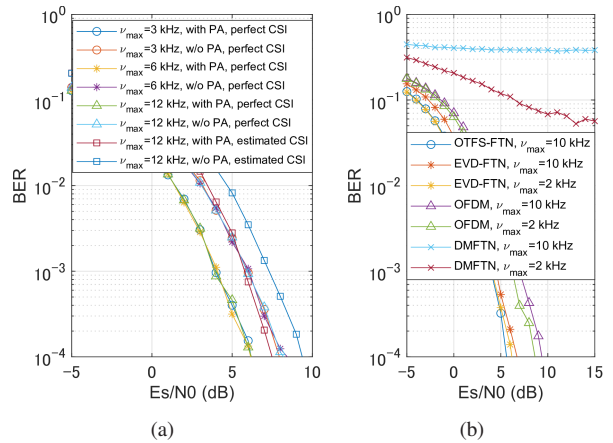 10⁰
10⁻¹
10⁻²
10⁻³
10⁻⁴
BER
-5 0 5 10
Es/N0 (dB)
ν_max=3 kHz, with PA, perfect CSI
ν_max=3 kHz, w/o PA, perfect CSI
ν_max=6 kHz, with PA, perfect CSI
ν_max=6 kHz, w/o PA, perfect CSI
ν_max=12 kHz, with PA, perfect CSI
ν_max=12 kHz, w/o PA, perfect CSI
ν_max=12 kHz, with PA, estimated CSI
ν_max=12 kHz, w/o PA, estimated CSI
(a)
10⁰
10⁻¹
10⁻²
10⁻³
10⁻⁴
BER
-5 0 5 10 15
Es/N0 (dB)
OTFS-FTN, ν_max=10 kHz
EVD-FTN, ν_max=10 kHz
EVD-FTN, ν_max=2 kHz
OFDM, ν_max=10 kHz
OFDM, ν_max=2 kHz
DMFTN, ν_max=10 kHz
DMFTN, ν_max=2 kHz
(b)